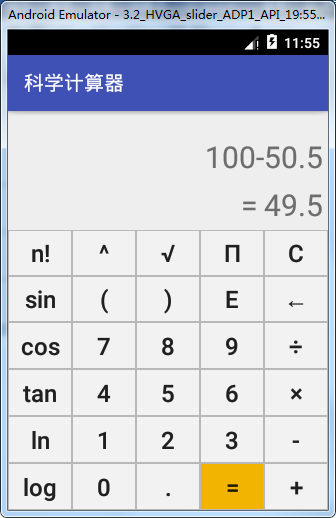 Android Emulator - 3.2_HVGA_slider_ADP1_API_19:55...
11:55
科学计算器
100-50.5
= 49.5
n! ^ √ Π C
sin ( ) E ←
cos 7 8 9 ÷
tan 4 5 6 ×
ln 1 2 3 -
log 0 . = +